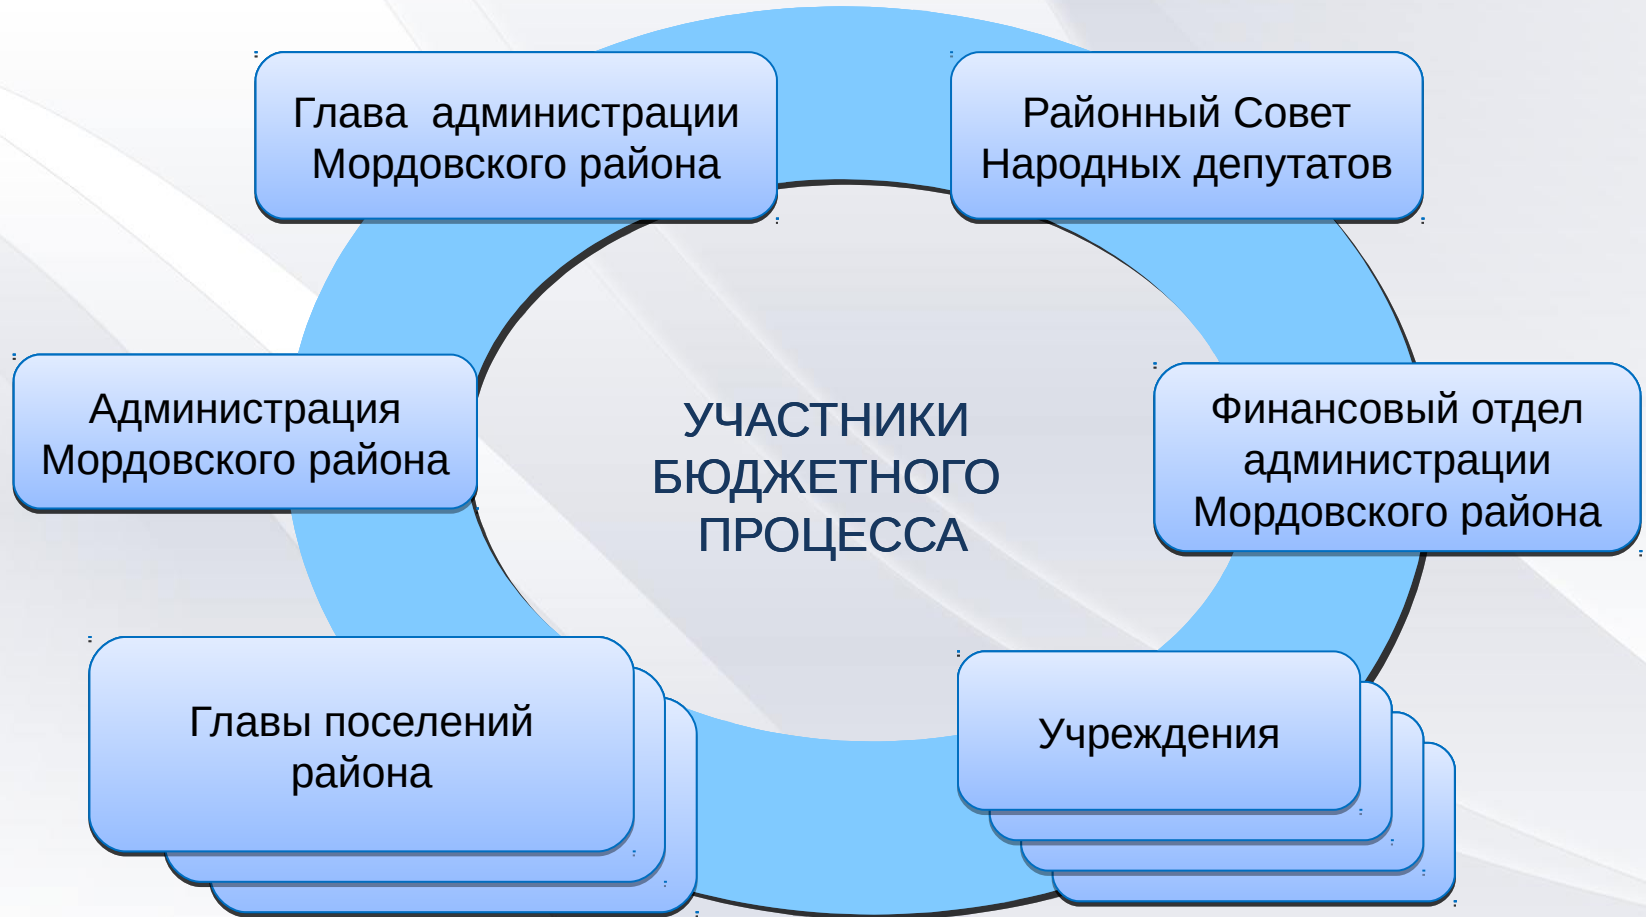 Глава  администрации
Мордовского района
Районный Совет
Народных депутатов
Администрация
Мордовского района
УЧАСТНИКИ
БЮДЖЕТНОГО
ПРОЦЕССА
Финансовый отдел
администрации
Мордовского района
Главы поселений
района
Учреждения